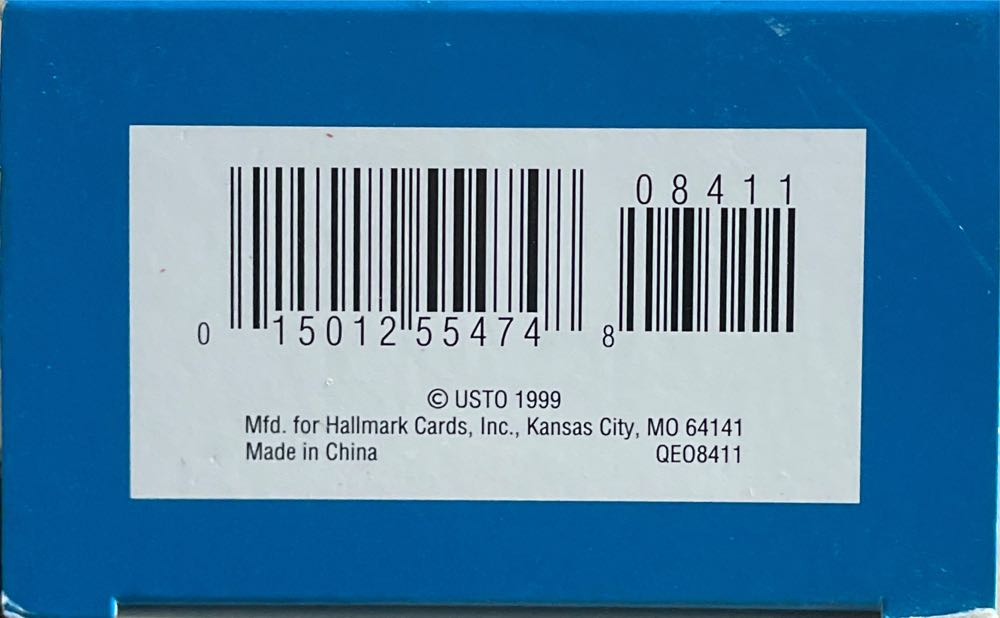 08411
0 15012 55474 8
© USTO 1999
Mfd. for Hallmark Cards, Inc., Kansas City, MO 64141
Made in China QEO8411